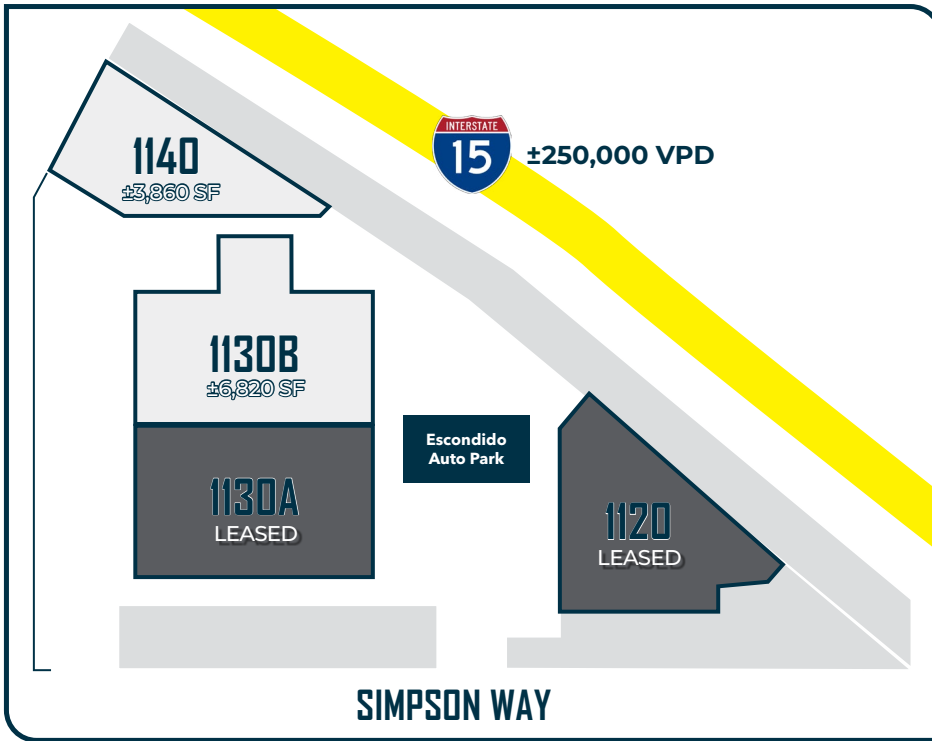 INTERSTATE
15
±250,000 VPD
1140
±3,860 SF
1130B
±6,820 SF
Escondido
Auto Park
1130A
LEASED
1120
LEASED
SIMPSON WAY